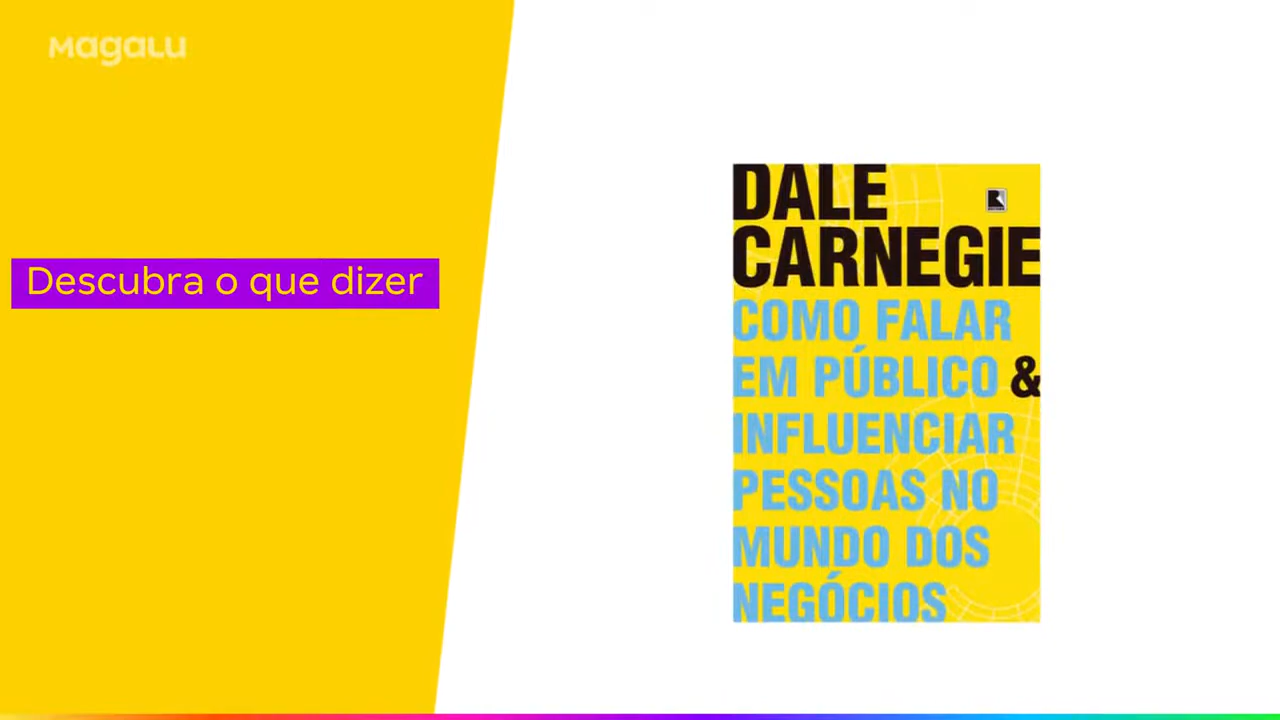 Magalu
Descubra o que dizer
DALE
CARNEGIE
COMO FALAR
EM PÚBLICO &
INFLUENCIAR
PESSOAS NO
MUNDO DOS
NEGÓCIOS